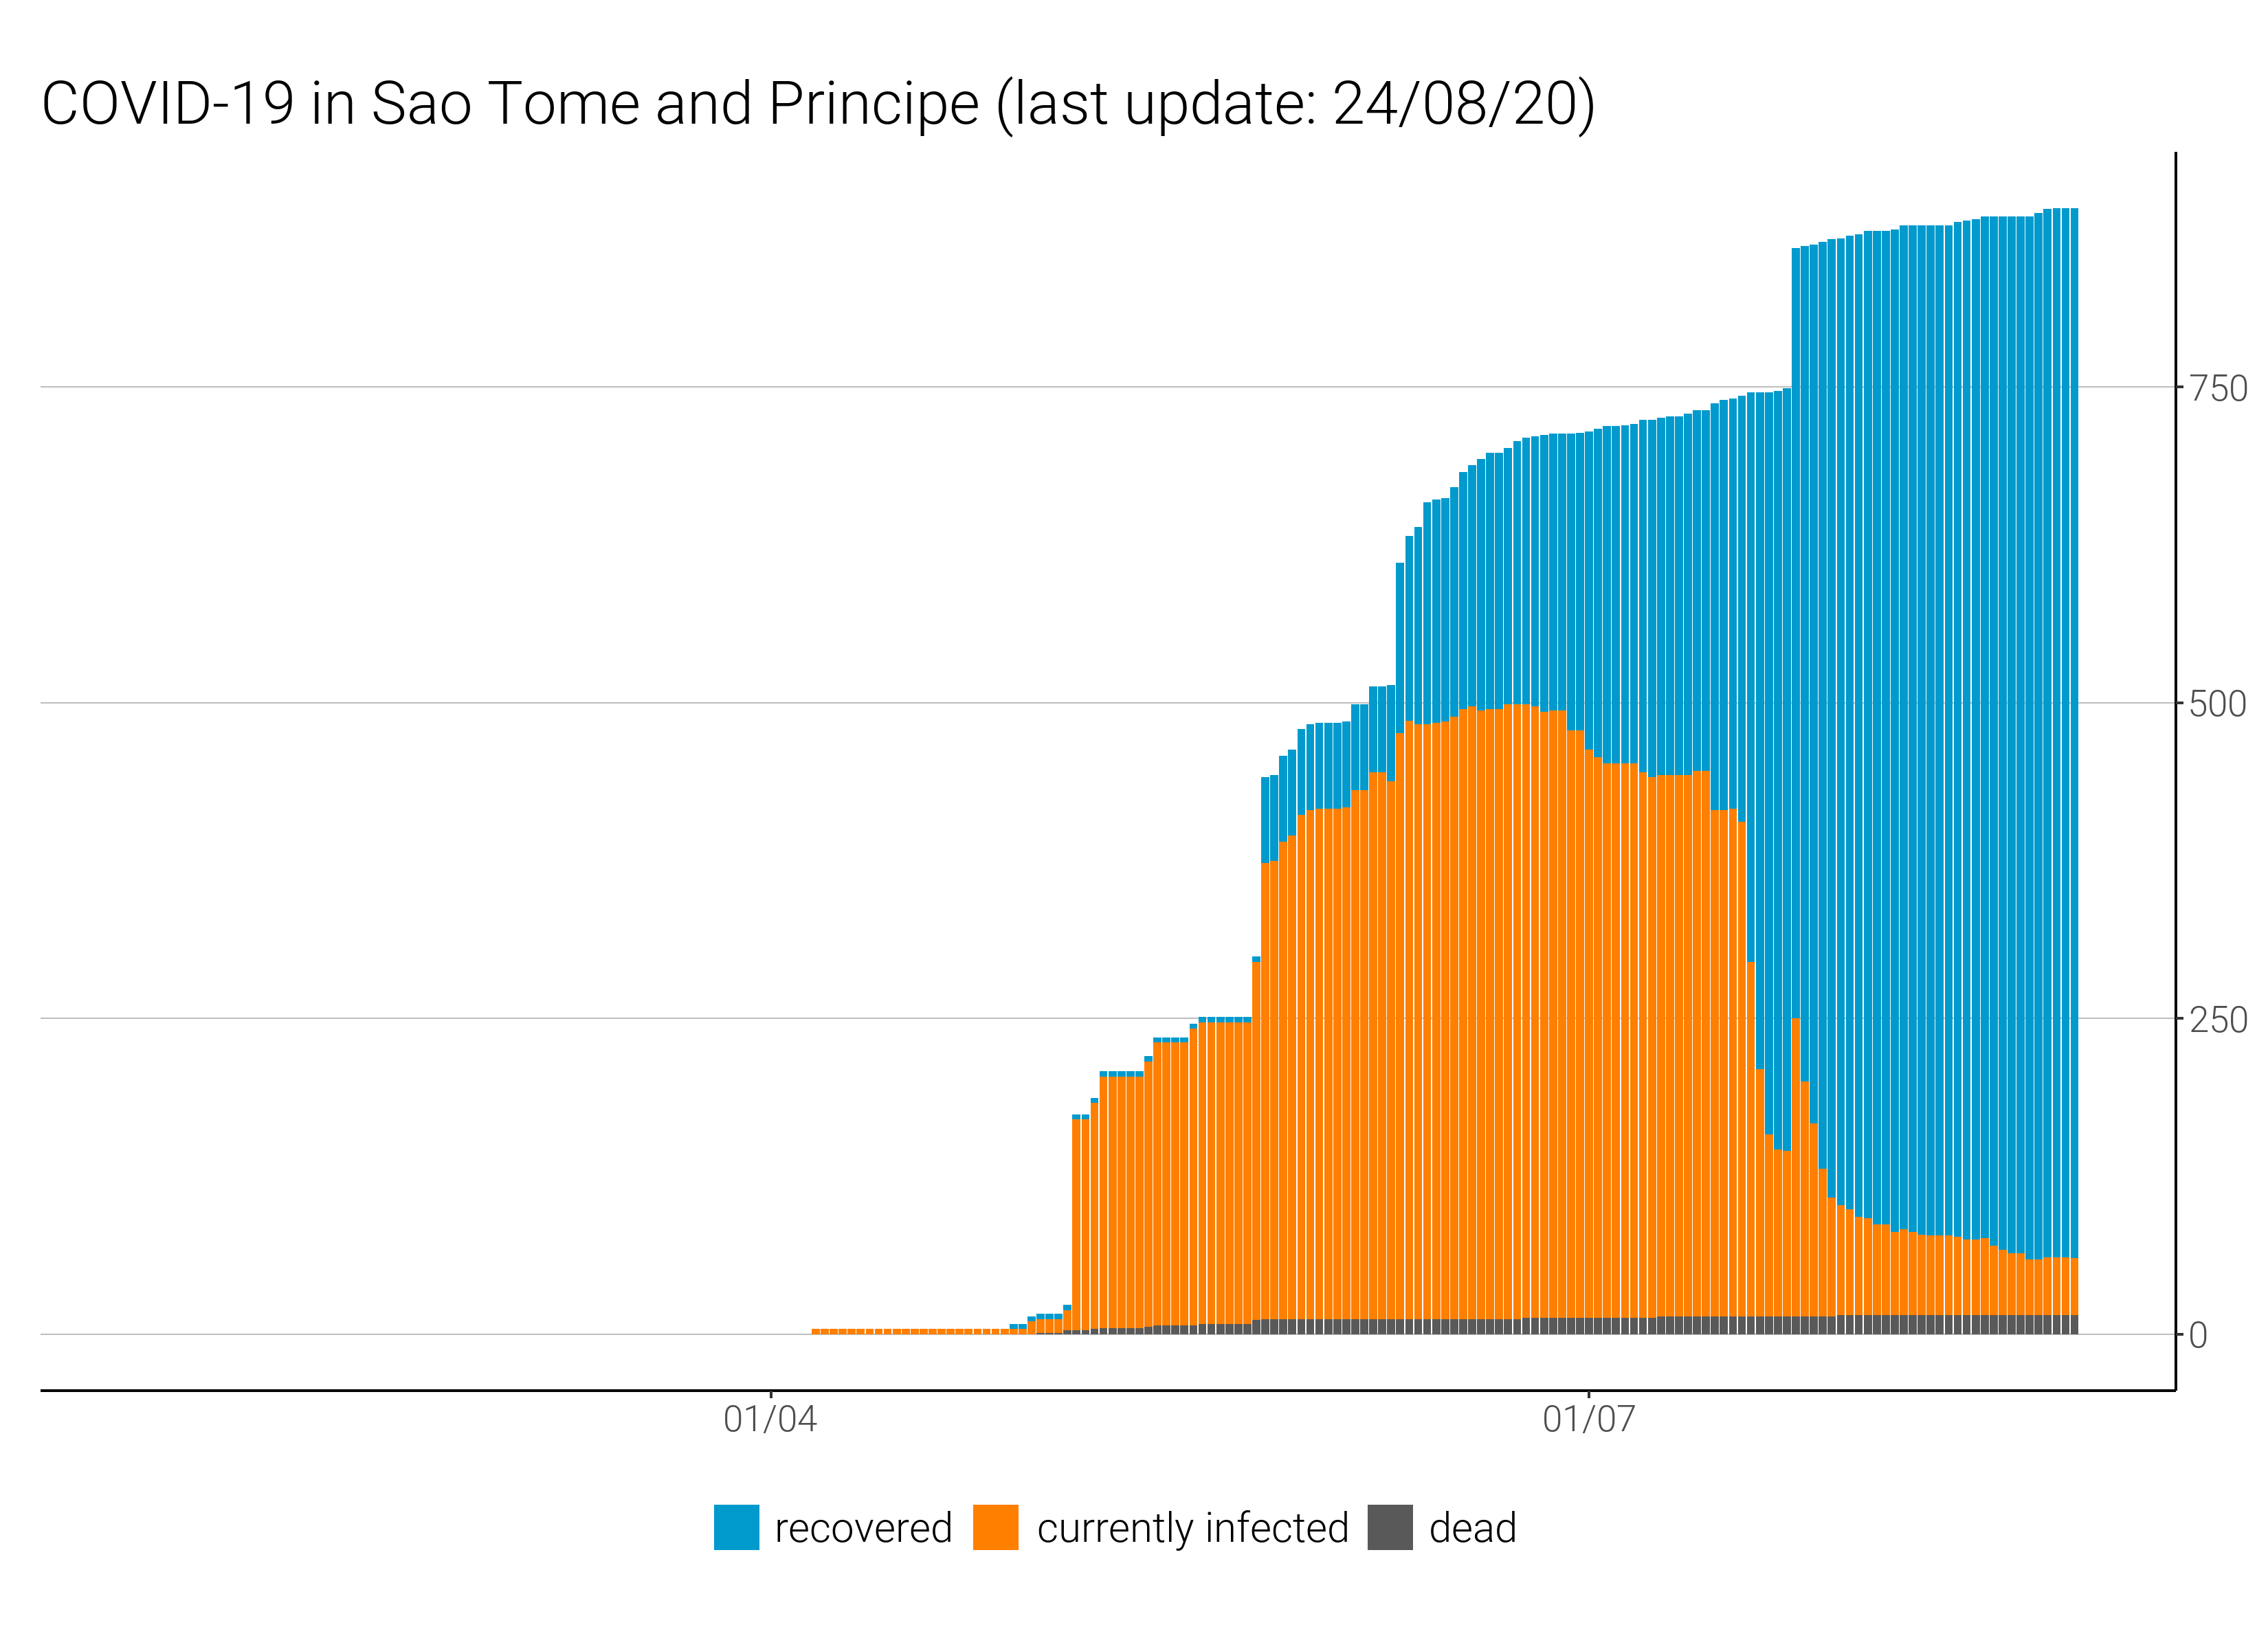 COVID-19 in Sao Tome and Principe (last update: 24/08/20)
750
500
250
0
01/04 01/07
recovered currently infected dead